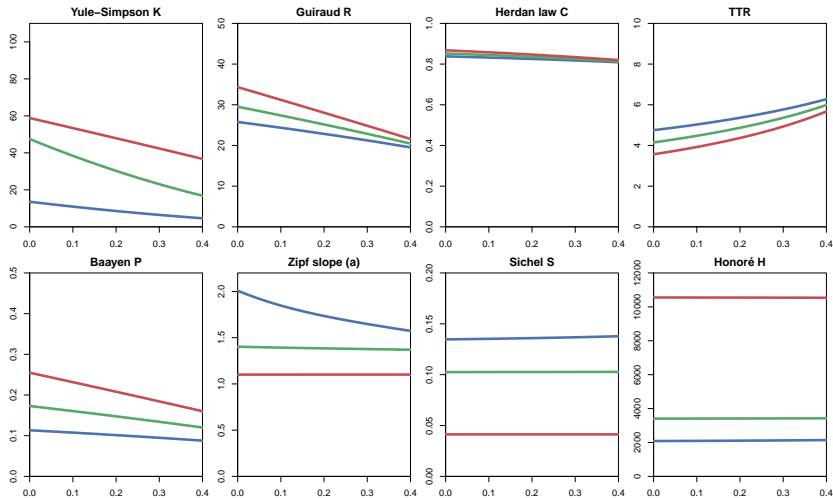 Yule−Simpson K
Guiraud R
Herdan law C
TTR
0 20 40 60 80 100
0 10 20 30 40 50
0.0 0.2 0.4 0.6 0.8 1.0
0 2 4 6 8 10
0.0 0.1 0.2 0.3 0.4
0.0 0.1 0.2 0.3 0.4
0.0 0.1 0.2 0.3 0.4
0.0 0.1 0.2 0.3 0.4
Baayen P
Zipf slope (a)
Sichel S
Honoré H
0.0 0.1 0.2 0.3 0.4 0.5
0.0 0.5 1.0 1.5 2.0
0.00 0.05 0.10 0.15 0.20
0 2000 4000 6000 8000 10000 12000
0.0 0.1 0.2 0.3 0.4
0.0 0.1 0.2 0.3 0.4
0.0 0.1 0.2 0.3 0.4
0.0 0.1 0.2 0.3 0.4